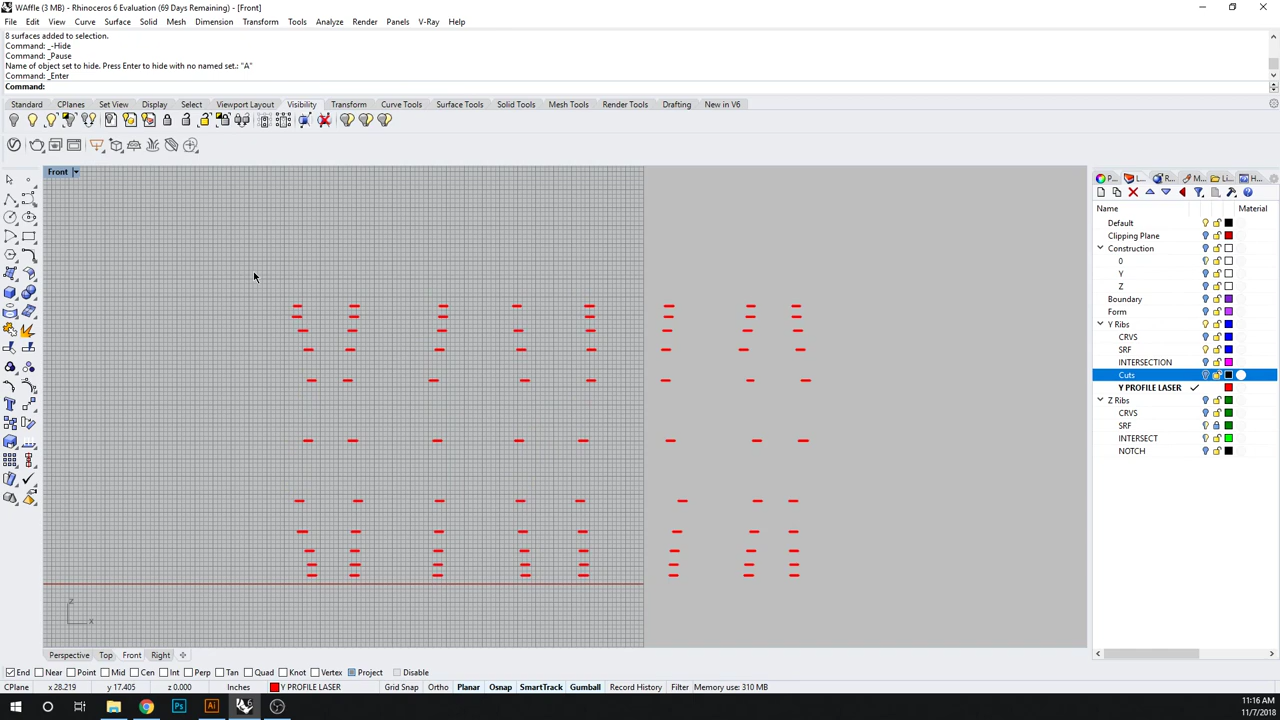 WAffle (3 MB) - Rhinoceros 6 Evaluation (69 Days Remaining) - [Front]
File Edit View Curve Surface Solid Mesh Dimension Transform Tools Analyze Render Panels V-Ray Help
8 surfaces added to selection.
Command: _-Hide
Command: _Pause
Name of object set to hide. Press Enter to hide with no named set.: "A"
Command: _Enter
Command:
Standard CPlanes Set View Display Select Viewport Layout Visibility Transform Curve Tools Surface Tools Solid Tools Mesh Tools Render Tools Drafting New in V6
Front
P... L... R... M... Li... H...
Name Material
Default
Clipping Plane
Construction
0
Y
Z
Boundary
Form
Y Ribs
CRVS
SRF
INTERSECTION
Cuts
Y PROFILE LASER
Z Ribs
CRVS
SRF
INTERSECT
NOTCH
z
x
Perspective Top Front Right
End Near Point Mid Cen Int Perp Tan Quad Knot Vertex Project Disable
CPlane x 28.219 y 17.405 z 0.000 Inches Y PROFILE LASER Grid Snap Ortho Planar Osnap SmartTrack Gumball Record History Filter Memory use: 310 MB
Ps Ai
11:16 AM
11/7/2018